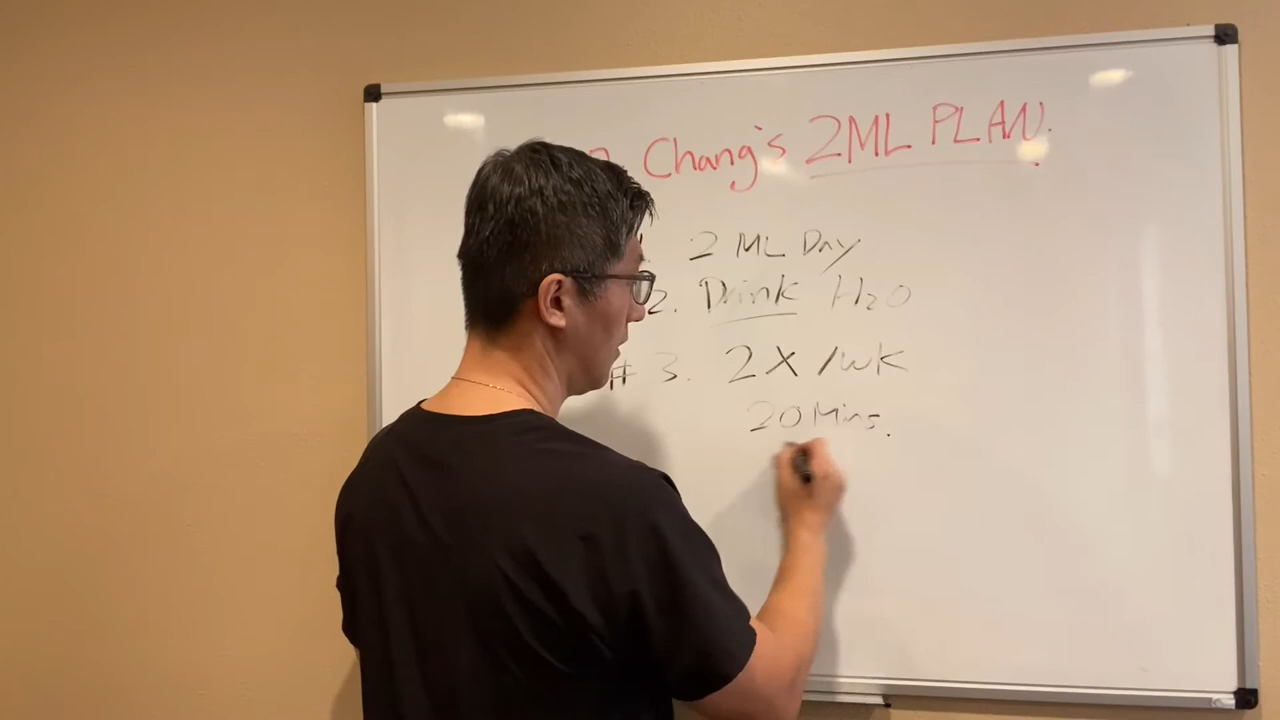 Chang's 2ML PLAN.
2 ML Day
2. Drink H2O
# 3. 2X /wk
20 Mins.